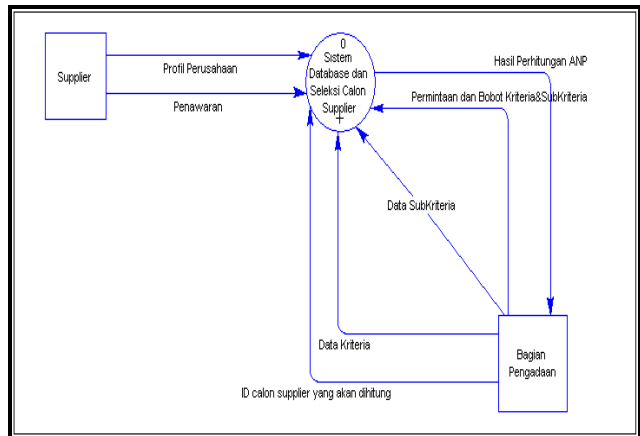 Supplier
Profil Perusahaan
Penawaran
0
Sistem
Database dan
Seleksi Calon
Supplier
+
Hasil Perhitungan ANP
Permintaan dan Bobot Kriteria&SubKriteria
Data SubKriteria
Data Kriteria
ID calon supplier yang akan dihitung
Bagian
Pengadaan